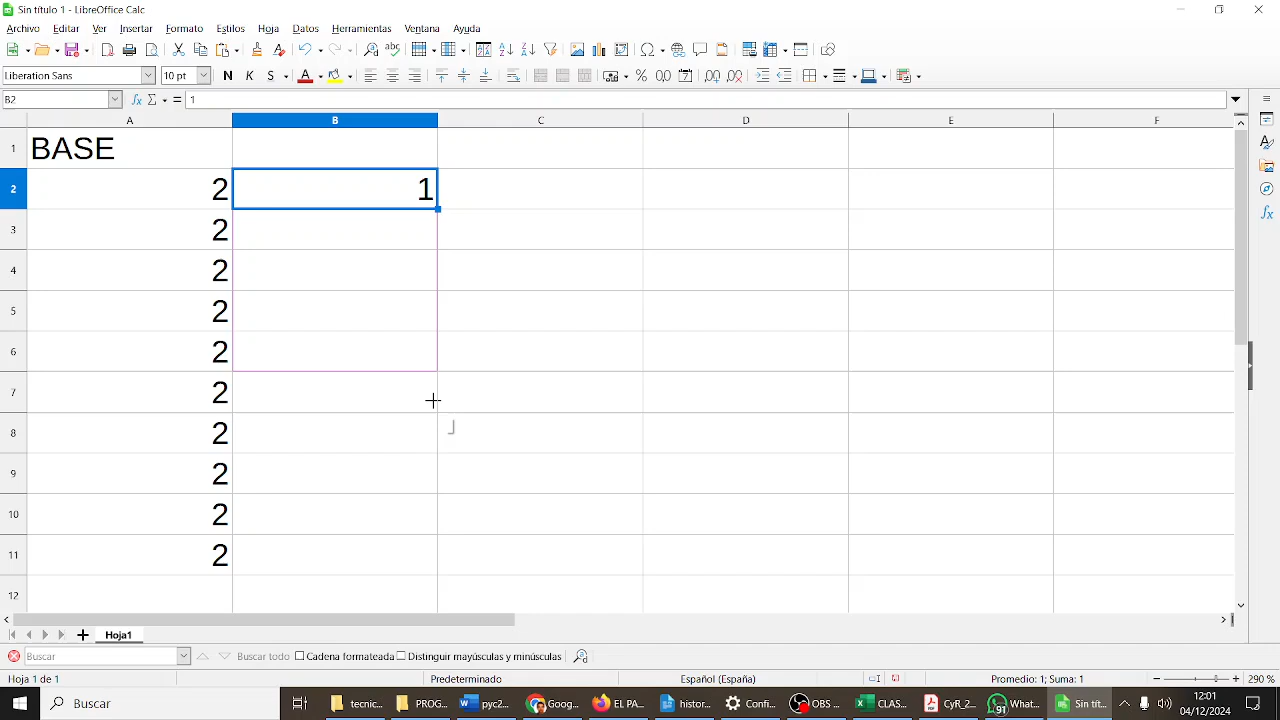 Sin título 1 - LibreOffice Calc
Archivo Editar Ver Insertar Formato Estilos Hoja Datos Herramientas Ventana Ayuda
Liberation Sans 10 pt N K S
B2 fx Σ = 1
A B C D E F
1 BASE
2 2 1
3 2
4 2
5 2
6 2
7 2
8 2
9 2
10 2
11 2
12
Hoja1
Buscar Buscar todo Cadena formateada Distinguir mayúsculas y minúsculas
Hoja 1 de 1 Predeterminado Español (España) Promedio: 1; Suma: 1 290 %
Buscar Ejercic... PROG... pyda... Goog... EL PA... histor... Confi... OBS ... CLAS... CyR_2... 91 Whats... Sin tít...
12:01
04/12/2024